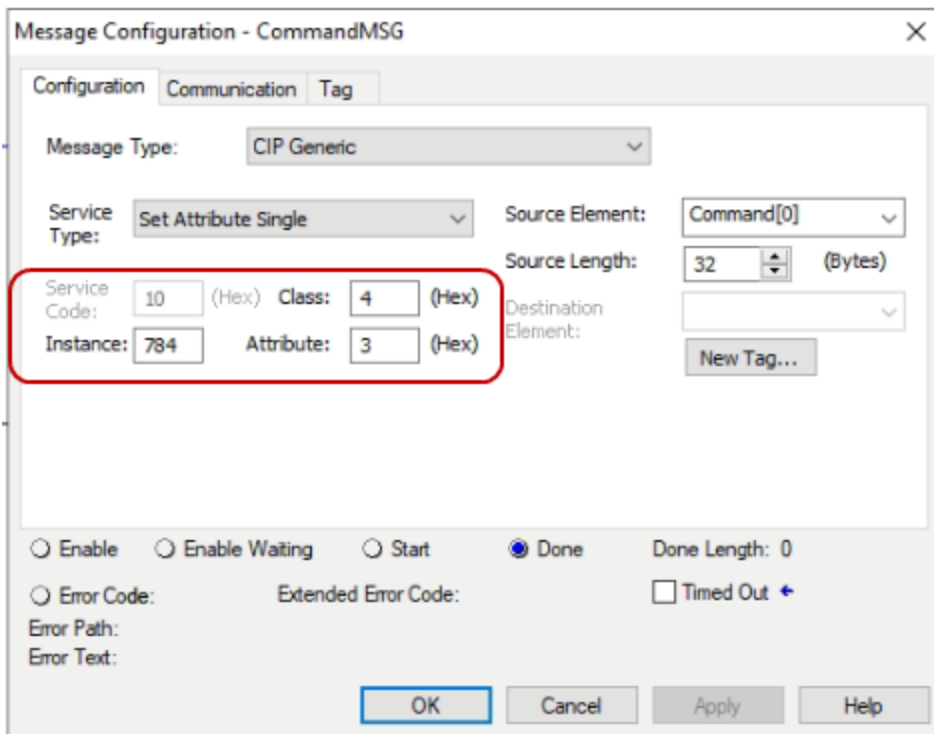 Message Configuration - CommandMSG
Configuration Communication Tag
Message Type: CIP Generic
Service Type: Set Attribute Single
Source Element: Command[0]
Source Length: 32 (Bytes)
Service Code: 10 (Hex) Class: 4 (Hex)
Instance: 784 Attribute: 3 (Hex)
Destination Element:
New Tag...
Enable Enable Waiting Start Done Done Length: 0
Error Code: Extended Error Code: Timed Out
Error Path:
Error Text:
OK Cancel Apply Help